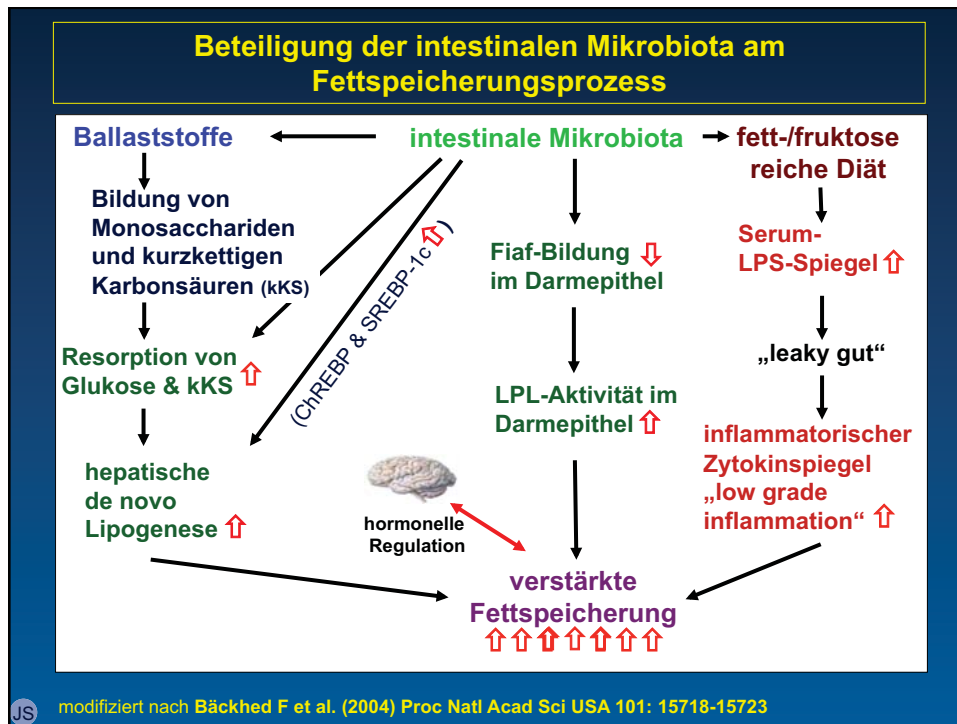 Beteiligung der intestinalen Mikrobiota am
Fettspeicherungsprozess
Ballaststoffe
intestinale Mikrobiota
fett-/fruktose
reiche Diät
Bildung von
Monosacchariden
und kurzkettigen
Karbonsäuren (kKS)
(ChREBP & SREBP-1c⇧)
Fiaf-Bildung ⇩
im Darmepithel
Serum-
LPS-Spiegel ⇧
Resorption von
Glukose & kKS ⇧
„leaky gut“
LPL-Aktivität im
Darmepithel ⇧
inflammatorischer
Zytokinspiegel
„low grade
inflammation“ ⇧
hepatische
de novo
Lipogenese ⇧
hormonelle
Regulation
verstärkte
Fettspeicherung
⇧⇧⇧⇧⇧⇧⇧
JS
modifiziert nach Bäckhed F et al. (2004) Proc Natl Acad Sci USA 101: 15718-15723